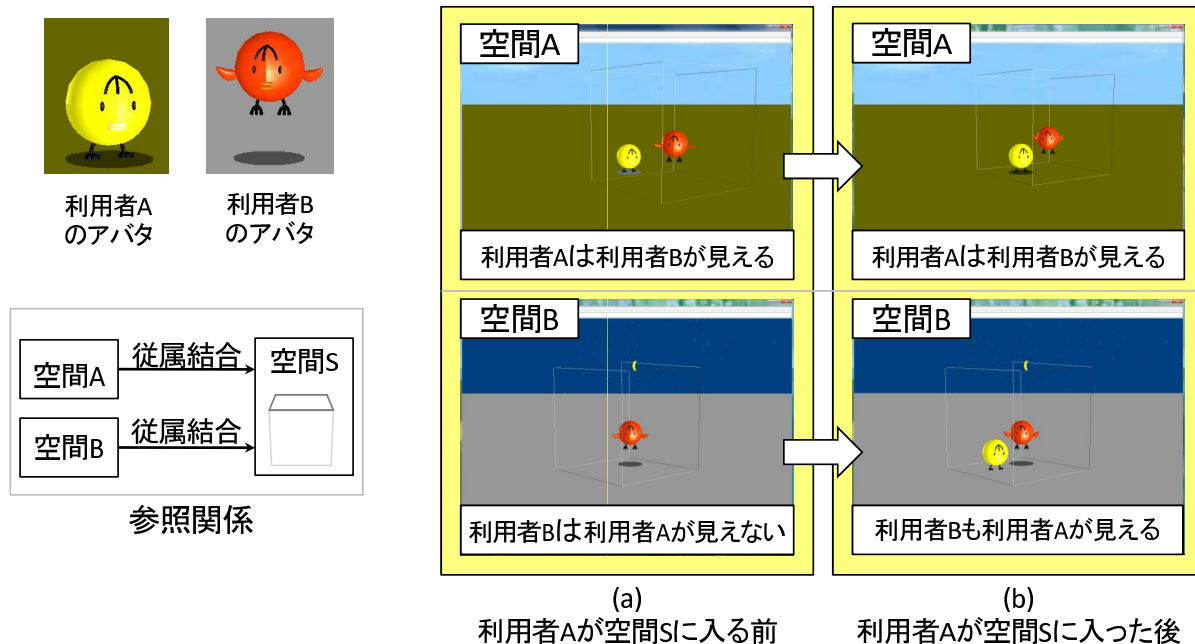 利用者A
のアバタ
利用者B
のアバタ
空間A
従属結合
空間B
従属結合
空間S
参照関係
空間A
利用者Aは利用者Bが見える
空間A
利用者Aは利用者Bが見える
空間B
利用者Bは利用者Aが見えない
空間B
利用者Bも利用者Aが見える
(a)
利用者Aが空間Sに入る前
(b)
利用者Aが空間Sに入った後